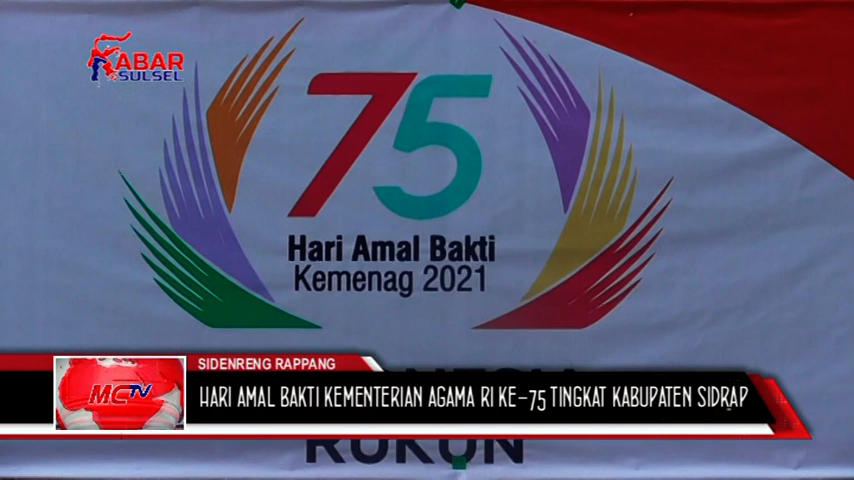 KABAR
SULSEL
75
Hari Amal Bakti
Kemenag 2021
SIDENRENG RAPPANG
MCTV
HARI AMAL BAKTI KEMENTERIAN AGAMA RI KE-75 TINGKAT KABUPATEN SIDRAP
RUKUN